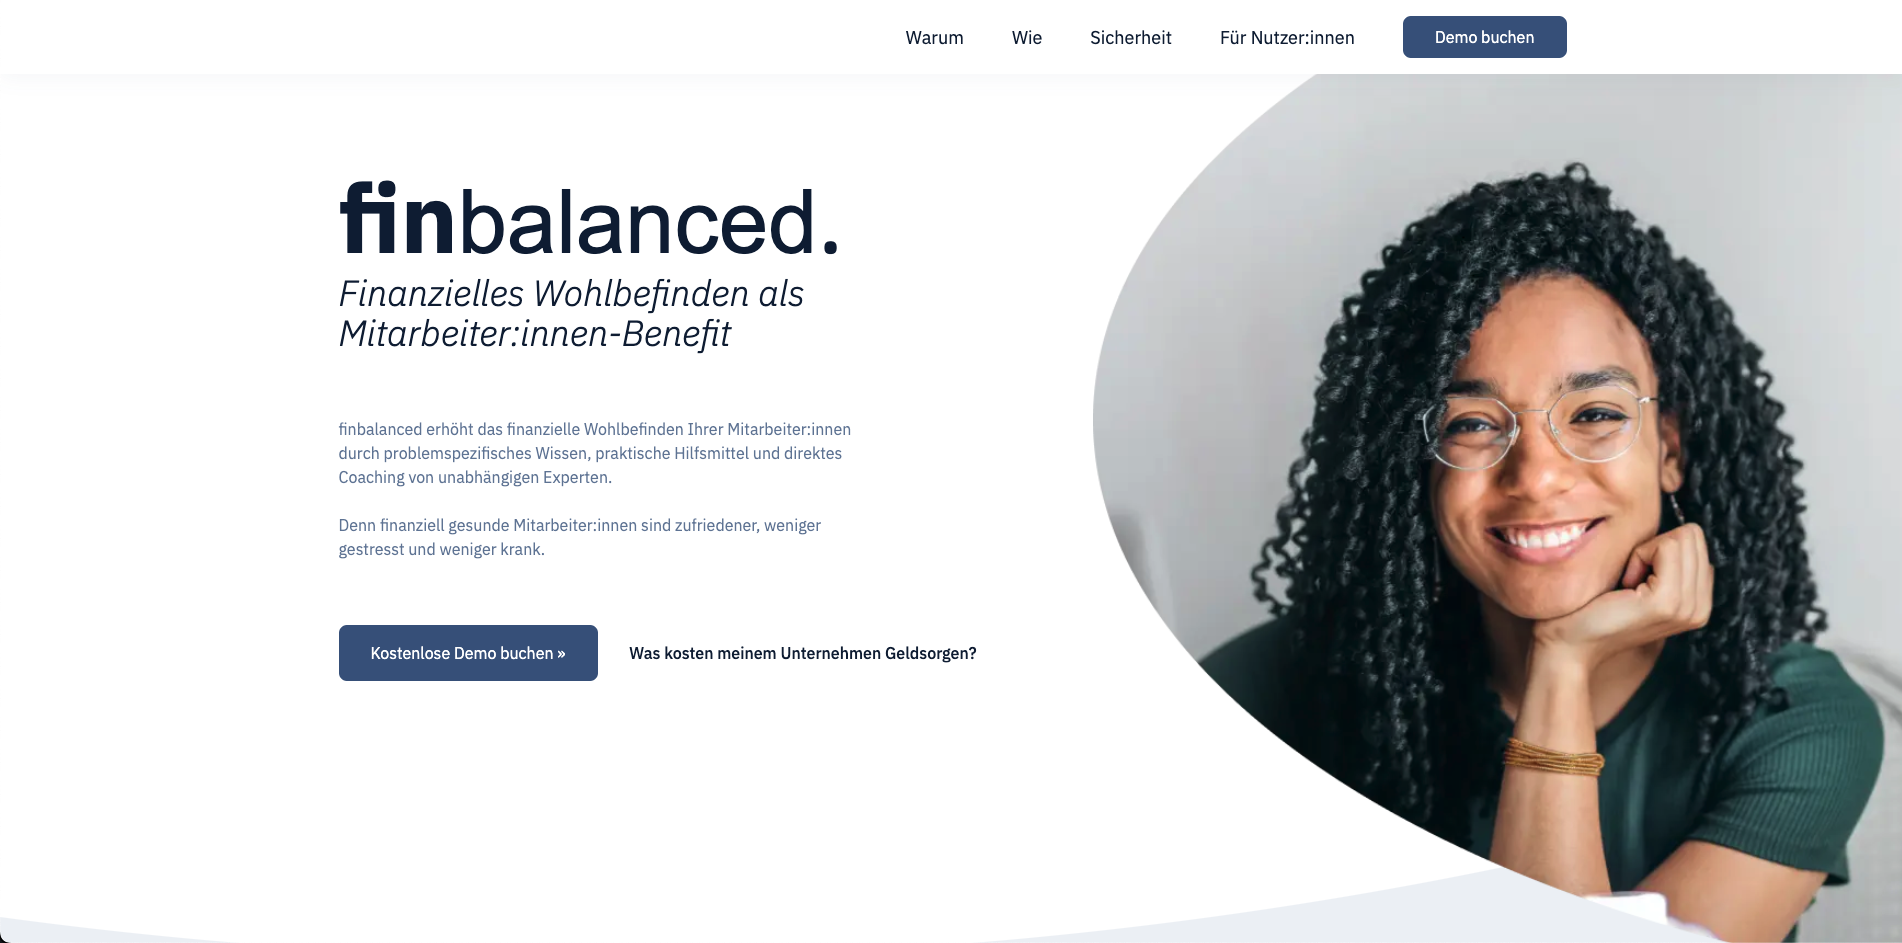 Warum Wie Sicherheit Für Nutzer:innen Demo buchen
finbalanced.
Finanzielles Wohlbefinden als
Mitarbeiter:innen-Benefit
finbalanced erhöht das finanzielle Wohlbefinden Ihrer Mitarbeiter:innen
durch problemspezifisches Wissen, praktische Hilfsmittel und direktes
Coaching von unabhängigen Experten.
Denn finanziell gesunde Mitarbeiter:innen sind zufriedener, weniger
gestresst und weniger krank.
Kostenlose Demo buchen » Was kosten meinem Unternehmen Geldsorgen?